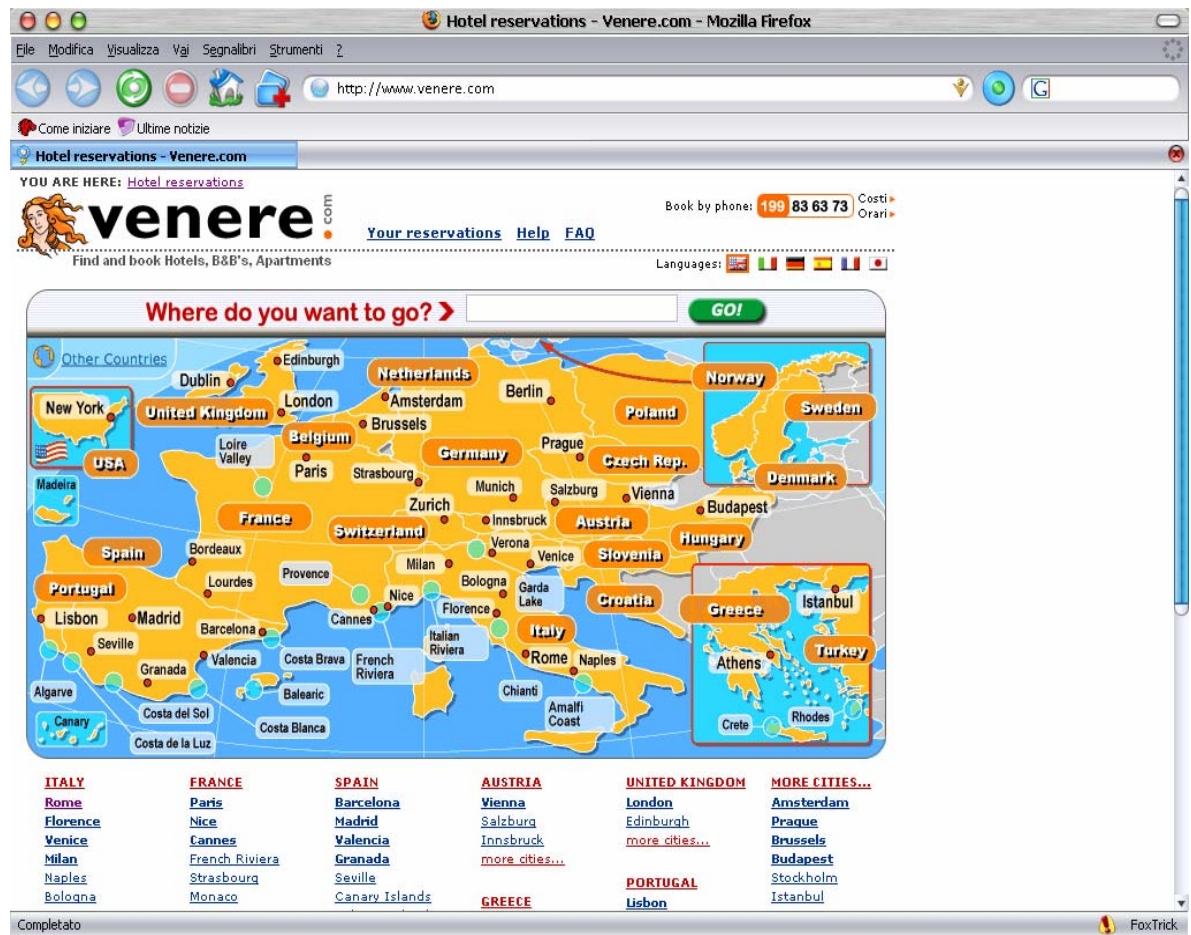 Hotel reservations - Venere.com - Mozilla Firefox
File Modifica Visualizza Vai Segnalibri Strumenti ?
http://www.venere.com
G
Come iniziare Ultime notizie
Hotel reservations - Venere.com
YOU ARE HERE: Hotel reservations
venere.com
Book by phone: 199 83 63 73 Costi
Orari
Your reservations Help FAQ
Find and book Hotels, B&B's, Apartments
Languages:
Where do you want to go? GO!
Other Countries
Edinburgh
Dublin
Netherlands
Norway
New York
London
Amsterdam
Berlin
United Kingdom
Poland
Sweden
Brussels
Loire
Valley
Belgium
Prague
Germany
Czech Rep.
USA
Paris
Strasbourg
Denmark
Madeira
Munich
Salzburg
Vienna
Zurich
Budapest
France
Switzerland
Innsbruck
Austria
Hungary
Spain
Bordeaux
Verona
Venice
Slovenia
Milan
Provence
Portugal
Lourdes
Bologna
Garda
Lake
Nice
Croatia
Greece
Istanbul
Lisbon
Madrid
Barcelona
Cannes
Florence
Italy
Seville
Italian
Riviera
Turkey
Granada
Valencia
Costa Brava
French
Riviera
Rome
Naples
Athens
Algarve
Balearic
Chianti
Costa del Sol
Amalfi
Coast
Canary
Costa Blanca
Crete
Rhodes
Costa de la Luz
ITALY
Rome
Florence
Venice
Milan
Naples
Bologna
FRANCE
Paris
Nice
Cannes
French Riviera
Strasbourg
Monaco
SPAIN
Barcelona
Madrid
Valencia
Granada
Seville
Canary Islands
AUSTRIA
Vienna
Salzburg
Innsbruck
more cities...
GREECE
UNITED KINGDOM
London
Edinburgh
more cities...
PORTUGAL
Lisbon
MORE CITIES...
Amsterdam
Prague
Brussels
Budapest
Stockholm
Istanbul
Completato
FoxTrick